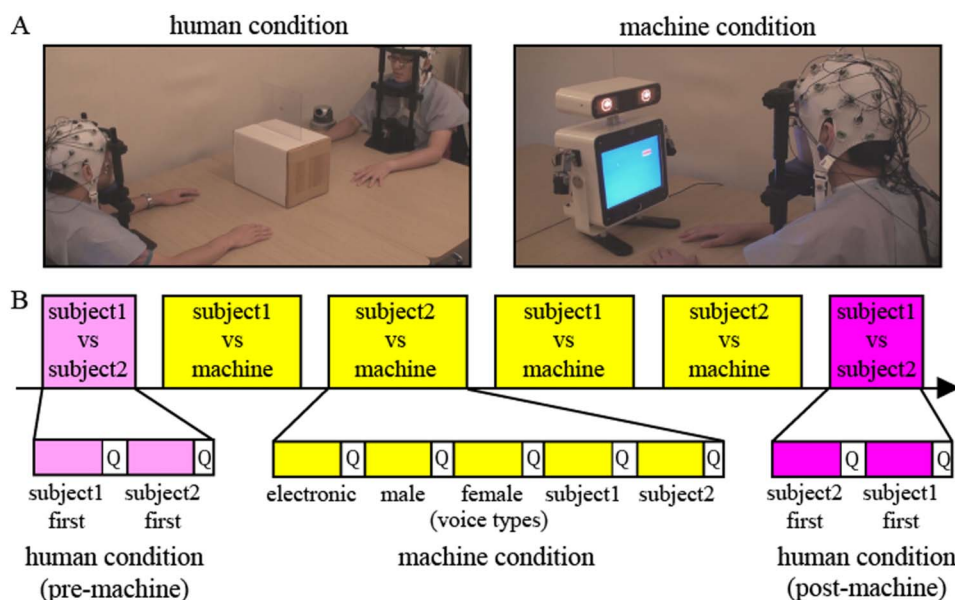 A
human condition
machine condition
B
subject1
vs
subject2
subject1
vs
machine
subject2
vs
machine
subject1
vs
machine
subject2
vs
machine
subject1
vs
subject2
Q
Q
Q
Q
Q
Q
Q
Q
Q
subject1
first
subject2
first
electronic
male
female
subject1
subject2
(voice types)
subject2
first
subject1
first
human condition
(pre-machine)
machine condition
human condition
(post-machine)